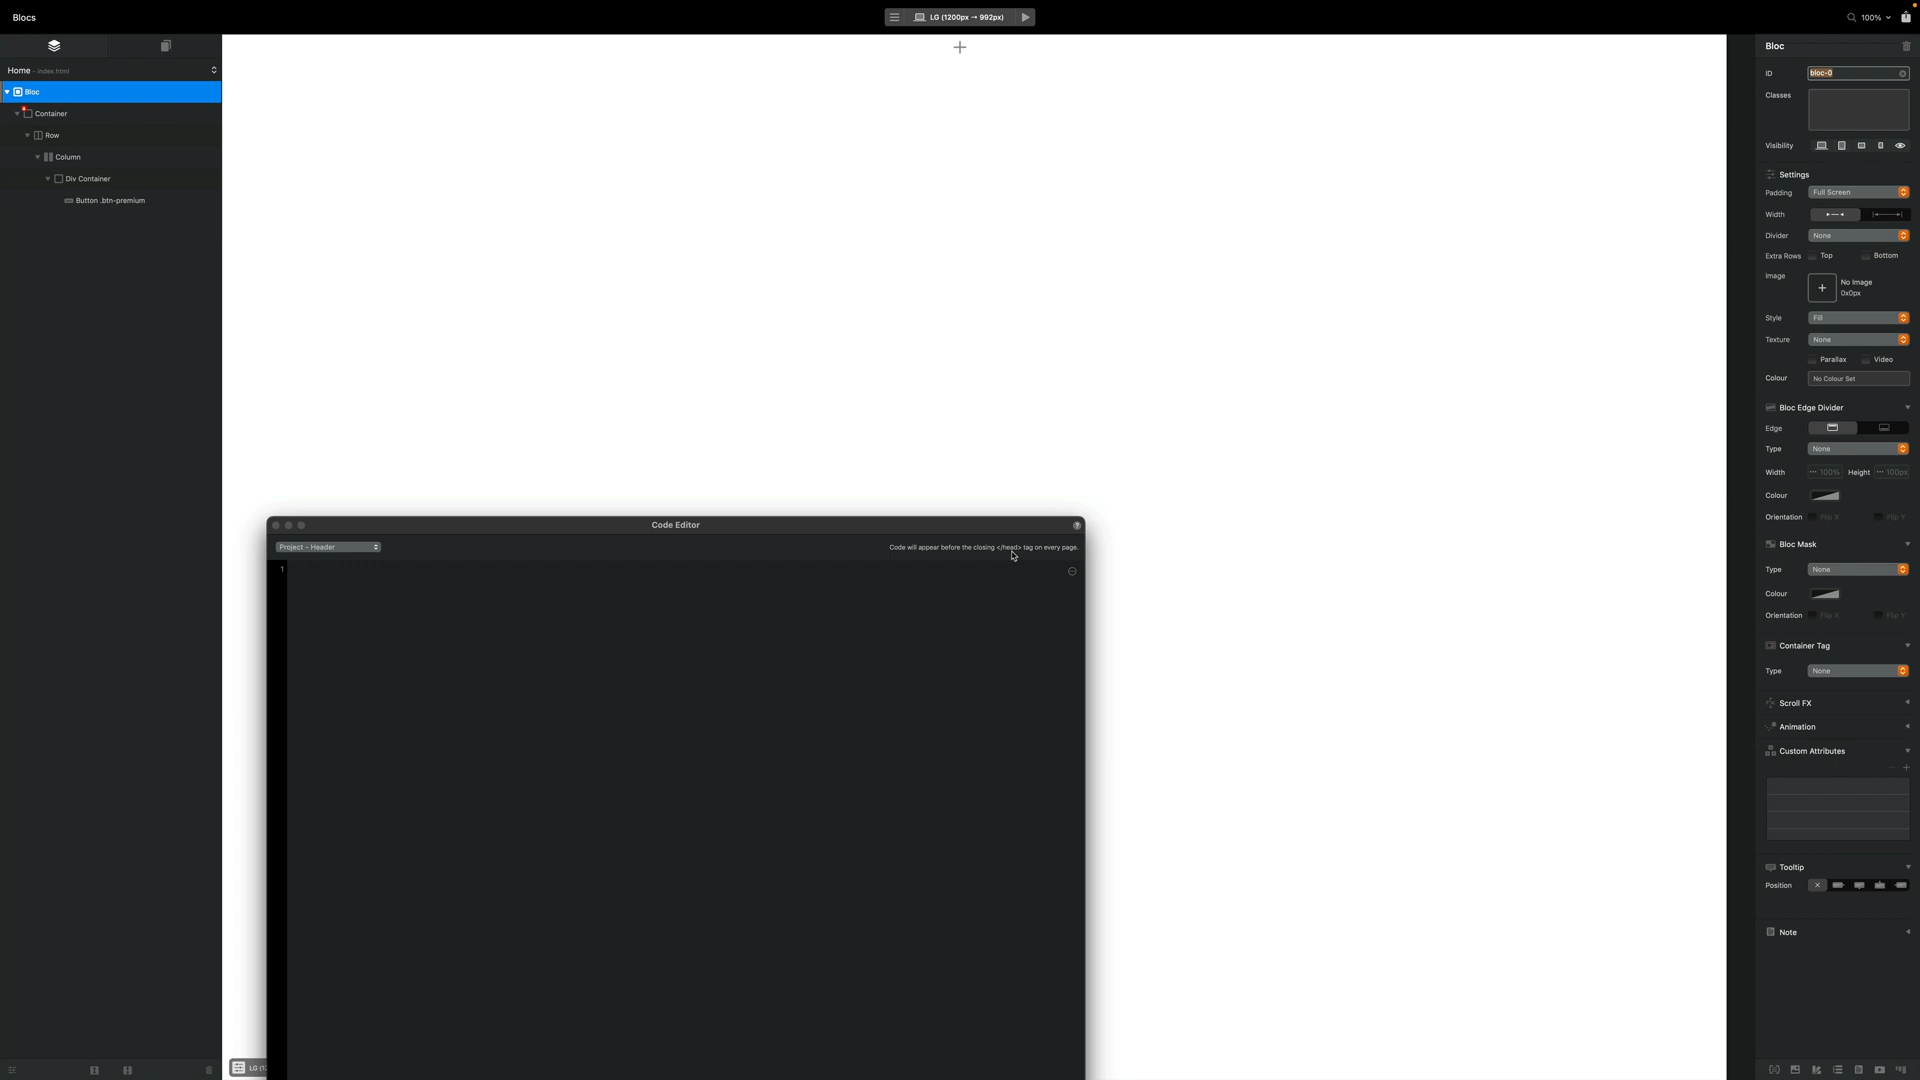 Blocs
LG (1200px → 992px)
100%
Home - index.html
Bloc
Container
Row
Column
Div Container
Button .btn-premium
Code Editor
Project - Header
Code will appear before the closing </head> tag on every page.
1
Bloc
ID bloc-0
Classes
Visibility
Settings
Padding Full Screen
Width
Divider None
Extra Rows Top Bottom
Image
No Image
0x0px
Style Fill
Texture None
Parallax Video
Colour No Colour Set
Bloc Edge Divider
Edge
Type None
Width 100% Height 100px
Colour
Orientation Flip X Flip Y
Bloc Mask
Type None
Colour
Orientation Flip X Flip Y
Container Tag
Type None
Scroll FX
Animation
Custom Attributes
Tooltip
Position
Note